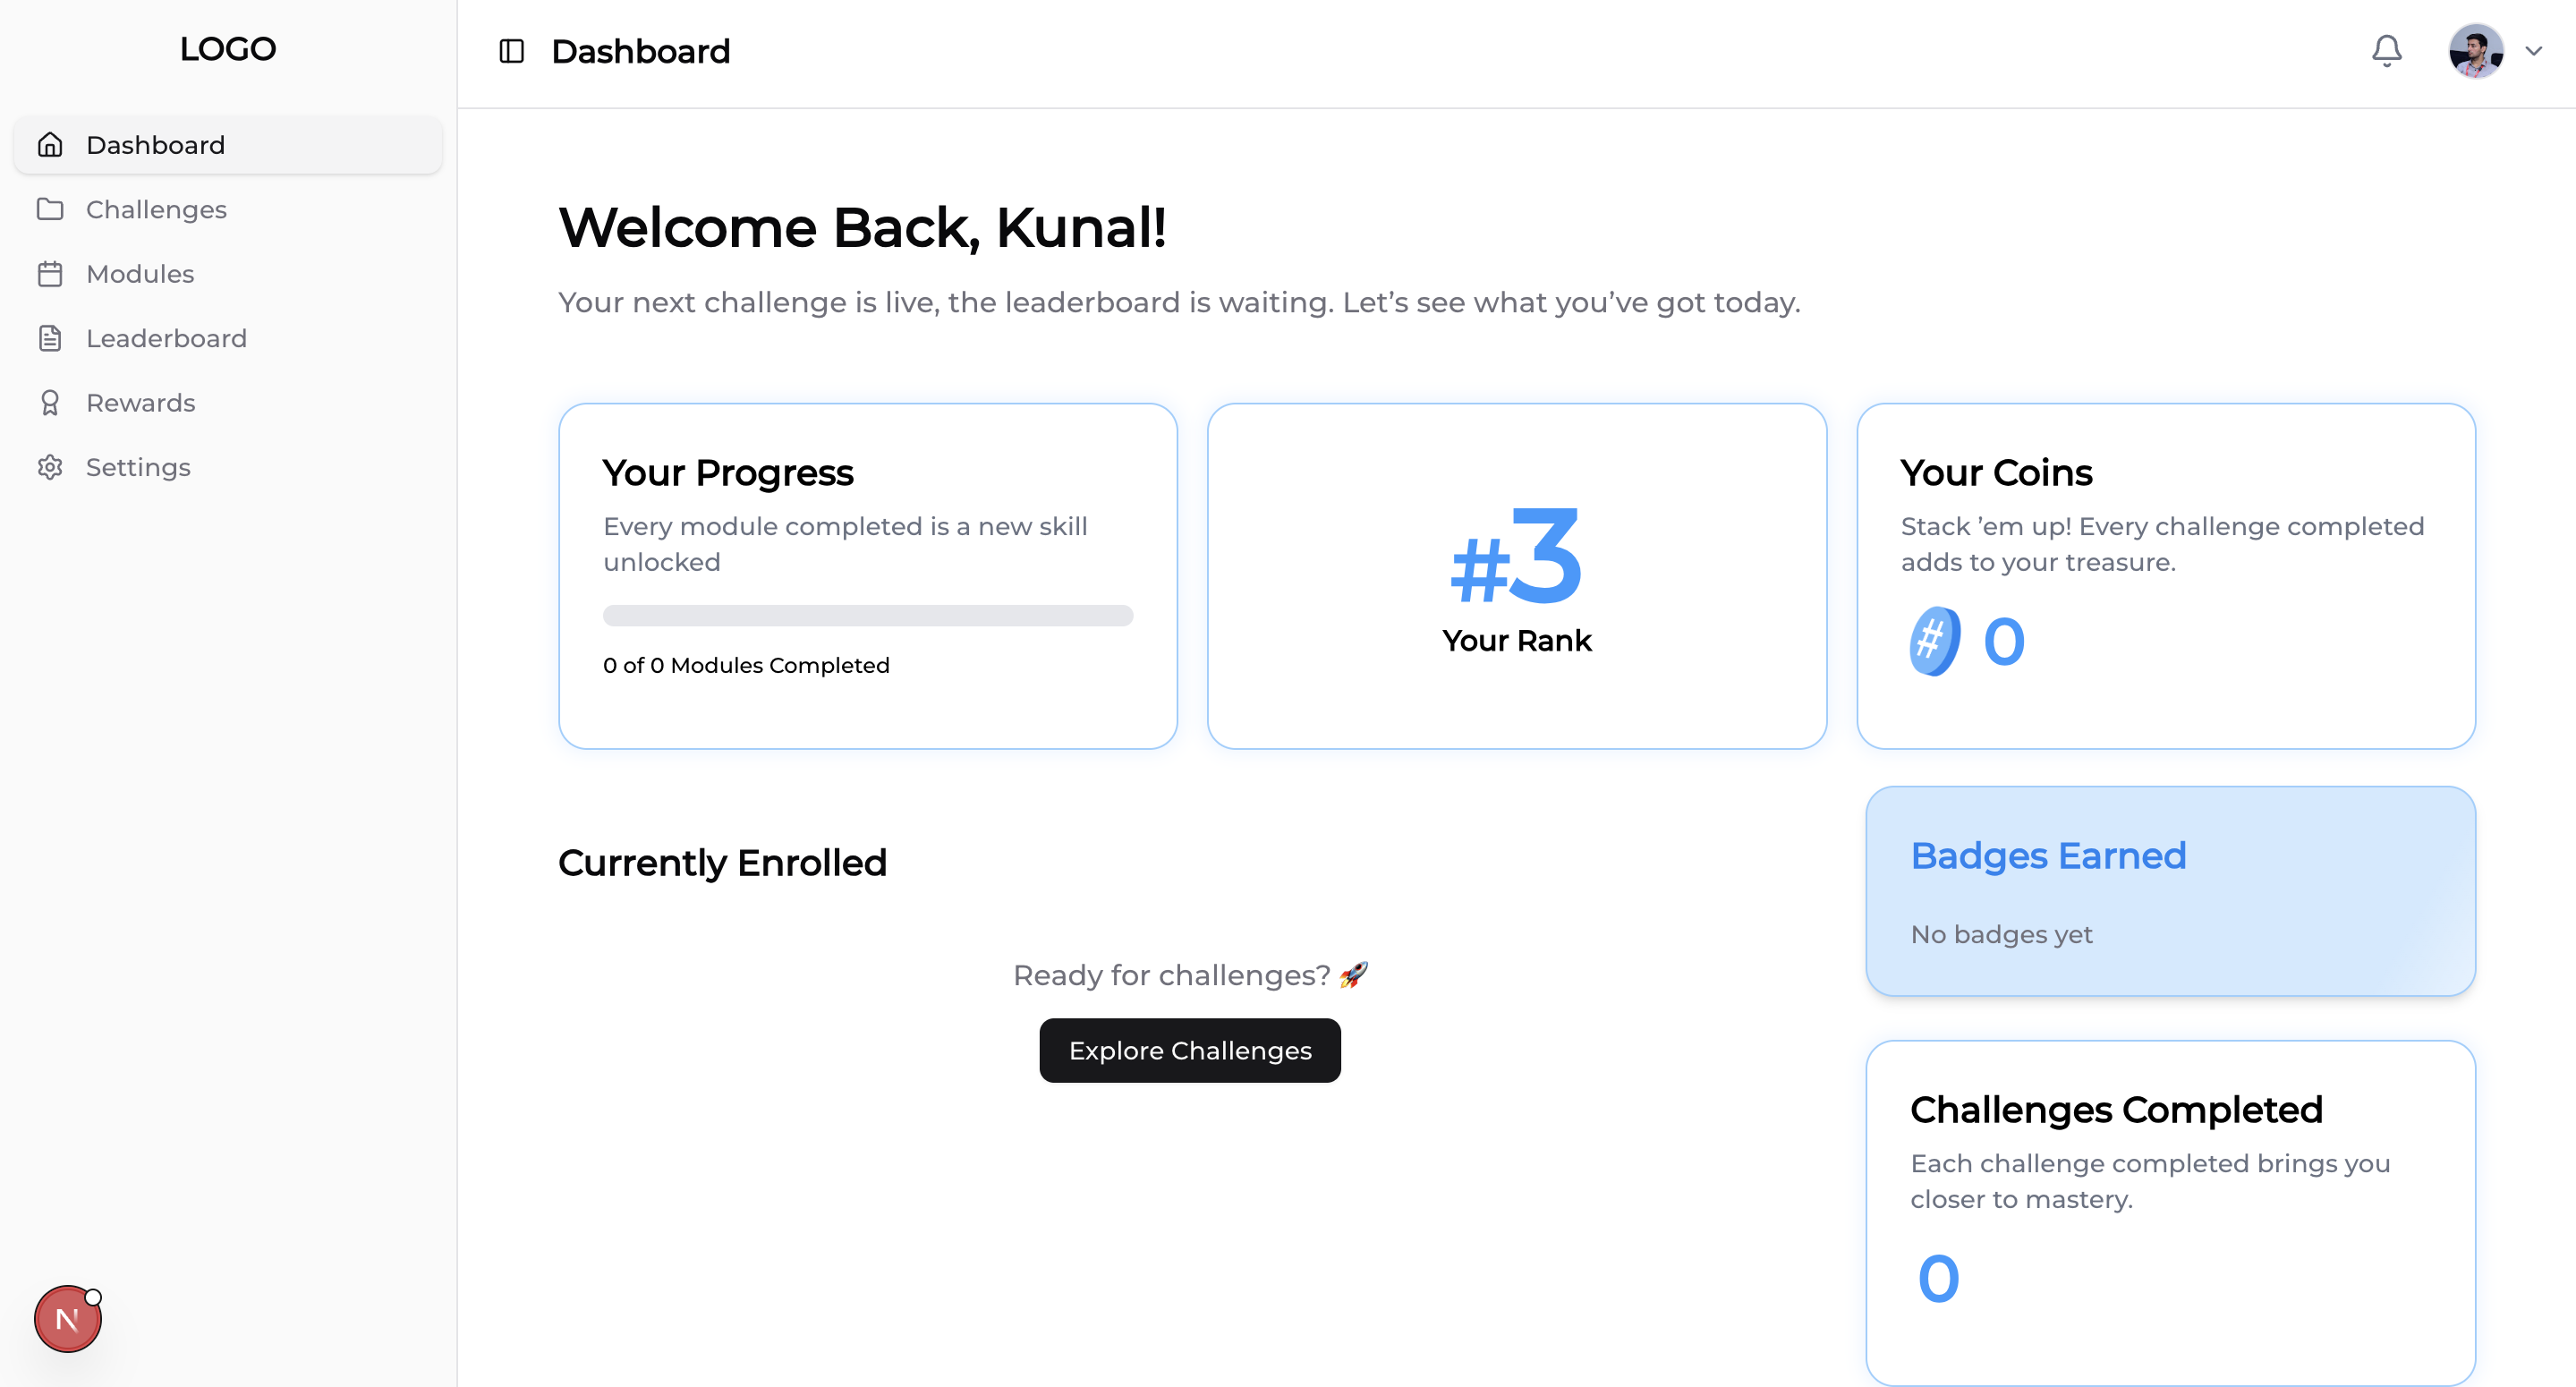 LOGO
Dashboard
Challenges
Modules
Leaderboard
Rewards
Settings
N
Dashboard
Welcome Back, Kunal!
Your next challenge is live, the leaderboard is waiting. Let’s see what you’ve got today.
Your Progress
Every module completed is a new skill
unlocked
0 of 0 Modules Completed
#3
Your Rank
Your Coins
Stack ’em up! Every challenge completed
adds to your treasure.
# 0
Currently Enrolled
Ready for challenges? 🚀
Explore Challenges
Badges Earned
No badges yet
Challenges Completed
Each challenge completed brings you
closer to mastery.
0